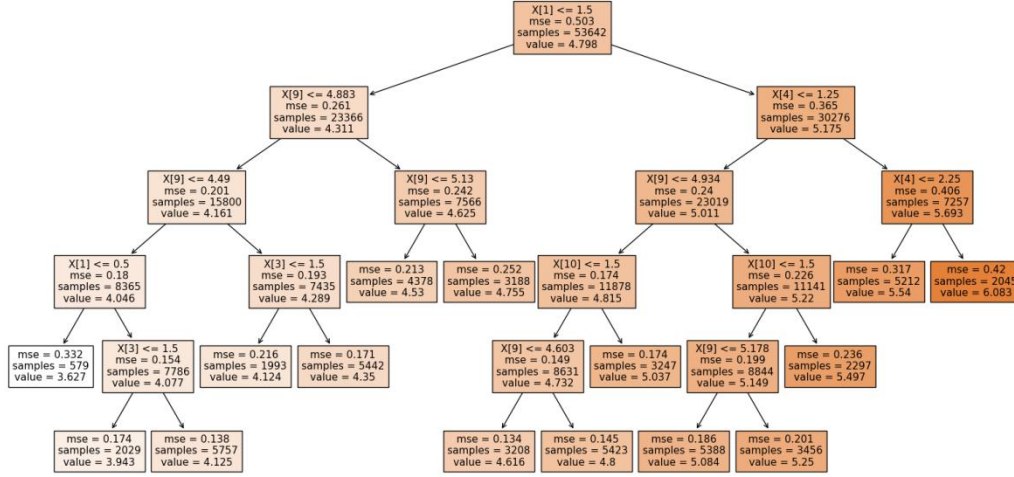 X[1] <= 1.5
mse = 0.503
samples = 53642
value = 4.798
X[9] <= 4.883
mse = 0.261
samples = 23366
value = 4.311
X[4] <= 1.25
mse = 0.365
samples = 30276
value = 5.175
X[9] <= 4.49
mse = 0.201
samples = 15800
value = 4.161
X[9] <= 5.13
mse = 0.242
samples = 7566
value = 4.625
X[9] <= 4.934
mse = 0.24
samples = 23019
value = 5.011
X[4] <= 2.25
mse = 0.406
samples = 7257
value = 5.693
X[1] <= 0.5
mse = 0.18
samples = 8365
value = 4.046
X[3] <= 1.5
mse = 0.193
samples = 7435
value = 4.289
mse = 0.213
samples = 4378
value = 4.53
mse = 0.252
samples = 3188
value = 4.755
X[10] <= 1.5
mse = 0.174
samples = 11878
value = 4.815
X[10] <= 1.5
mse = 0.226
samples = 11141
value = 5.22
mse = 0.317
samples = 5212
value = 5.54
mse = 0.42
samples = 2045
value = 6.083
mse = 0.332
samples = 579
value = 3.627
X[3] <= 1.5
mse = 0.154
samples = 7786
value = 4.077
mse = 0.216
samples = 1993
value = 4.124
mse = 0.171
samples = 5442
value = 4.35
X[9] <= 4.603
mse = 0.149
samples = 8631
value = 4.732
mse = 0.174
samples = 3247
value = 5.037
X[9] <= 5.178
mse = 0.199
samples = 8844
value = 5.149
mse = 0.236
samples = 2297
value = 5.497
mse = 0.174
samples = 2029
value = 3.943
mse = 0.138
samples = 5757
value = 4.125
mse = 0.134
samples = 3208
value = 4.616
mse = 0.145
samples = 5423
value = 4.8
mse = 0.186
samples = 5388
value = 5.084
mse = 0.201
samples = 3456
value = 5.25